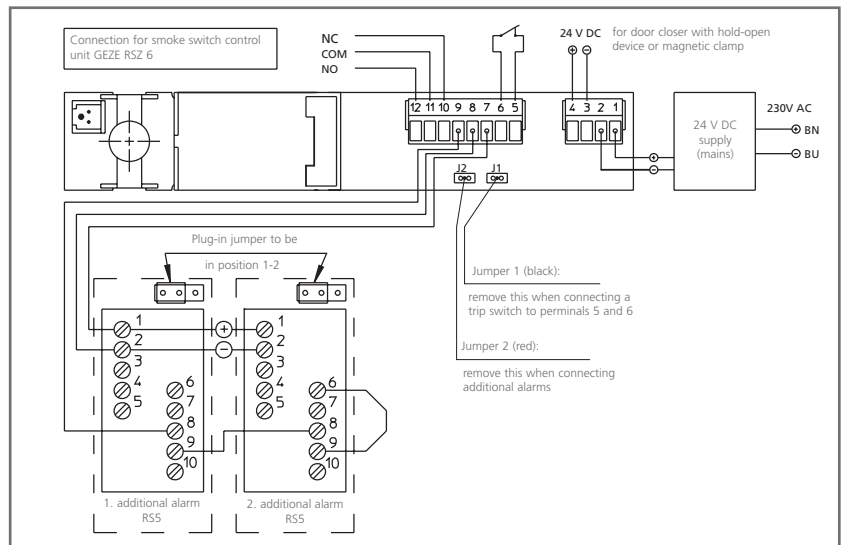 Connection for smoke switch control
unit GEZE RSZ 6
NC
COM
NO
24 V DC
for door closer with hold-open
device or magnetic clamp
12 11 10 9 8 7 6 5
4 3 2 1
24 V DC
supply
(mains)
230V AC
BN
BU
J2
J1
Plug-in jumper to be
in position 1-2
Jumper 1 (black):
remove this when connecting a
trip switch to perminals 5 and 6
Jumper 2 (red):
remove this when connecting
additional alarms
1
2
3
4
5
6
7
8
9
10
1
2
3
4
5
6
7
8
9
10
1. additional alarm
RS5
2. additional alarm
RS5